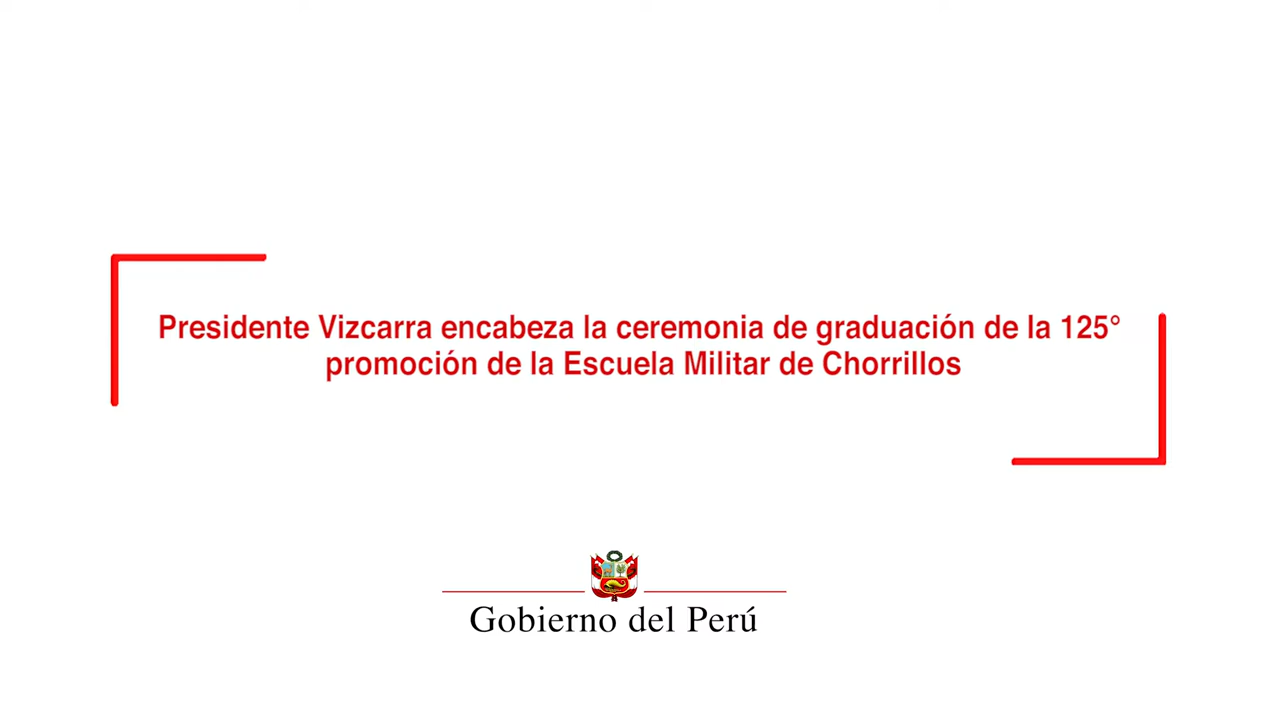 Presidente Vizcarra encabeza la ceremonia de graduación de la 125°
promoción de la Escuela Militar de Chorrillos
Gobierno del Perú